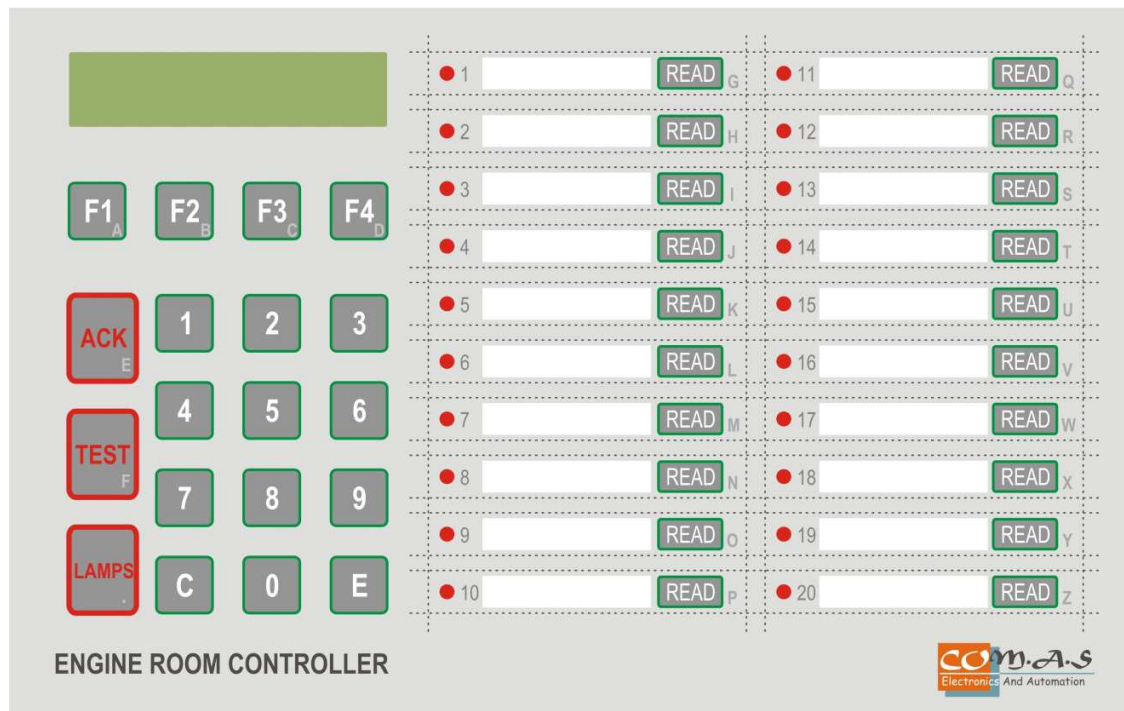 1 READ G 11 READ Q
2 READ H 12 READ R
3 READ I 13 READ S
4 READ J 14 READ T
5 READ K 15 READ U
6 READ L 16 READ V
7 READ M 17 READ W
8 READ N 18 READ X
9 READ O 19 READ Y
10 READ P 20 READ Z
F1 A F2 B F3 C F4 D
ACK E 1 2 3
4 5 6
TEST F
7 8 9
LAMPS .
C 0 E
ENGINE ROOM CONTROLLER
COM.A.S
Electronics And Automation